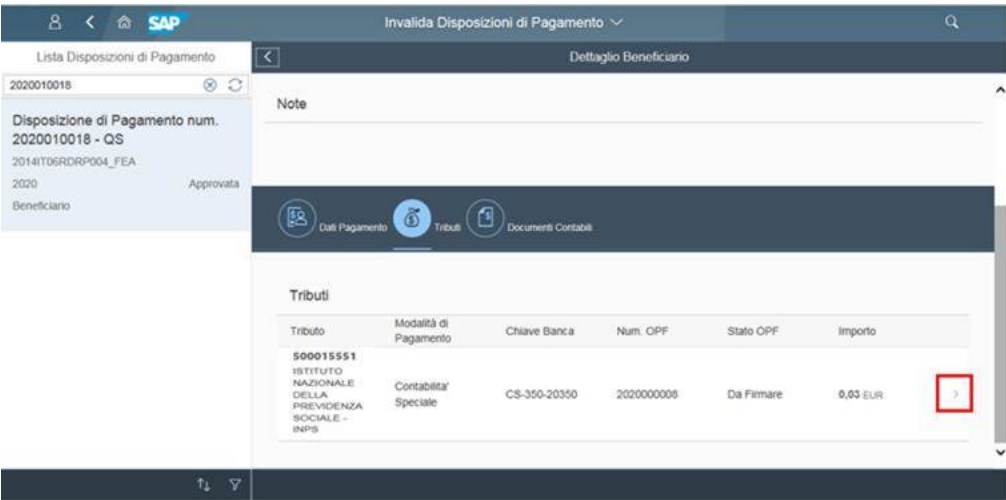 SAP
Invalida Disposizioni di Pagamento
Lista Disposizioni di Pagamento
Dettaglio Beneficiario
2020010018
Disposizione di Pagamento num.
2020010018 - QS
2014IT06RDRP004_FEA
2020 Approvata
Beneficiario
Note
Dati Pagamento Tributi Documenti Contabili
Tributi
Tributo Modalità di Pagamento Chiave Banca Num. OPF Stato OPF Importo
500015551
ISTITUTO
NAZIONALE
DELLA
PREVIDENZA
SOCIALE -
INPS
Contabilita'
Speciale
CS-350-20350 2020000006 Da Firmare 0,03 EUR